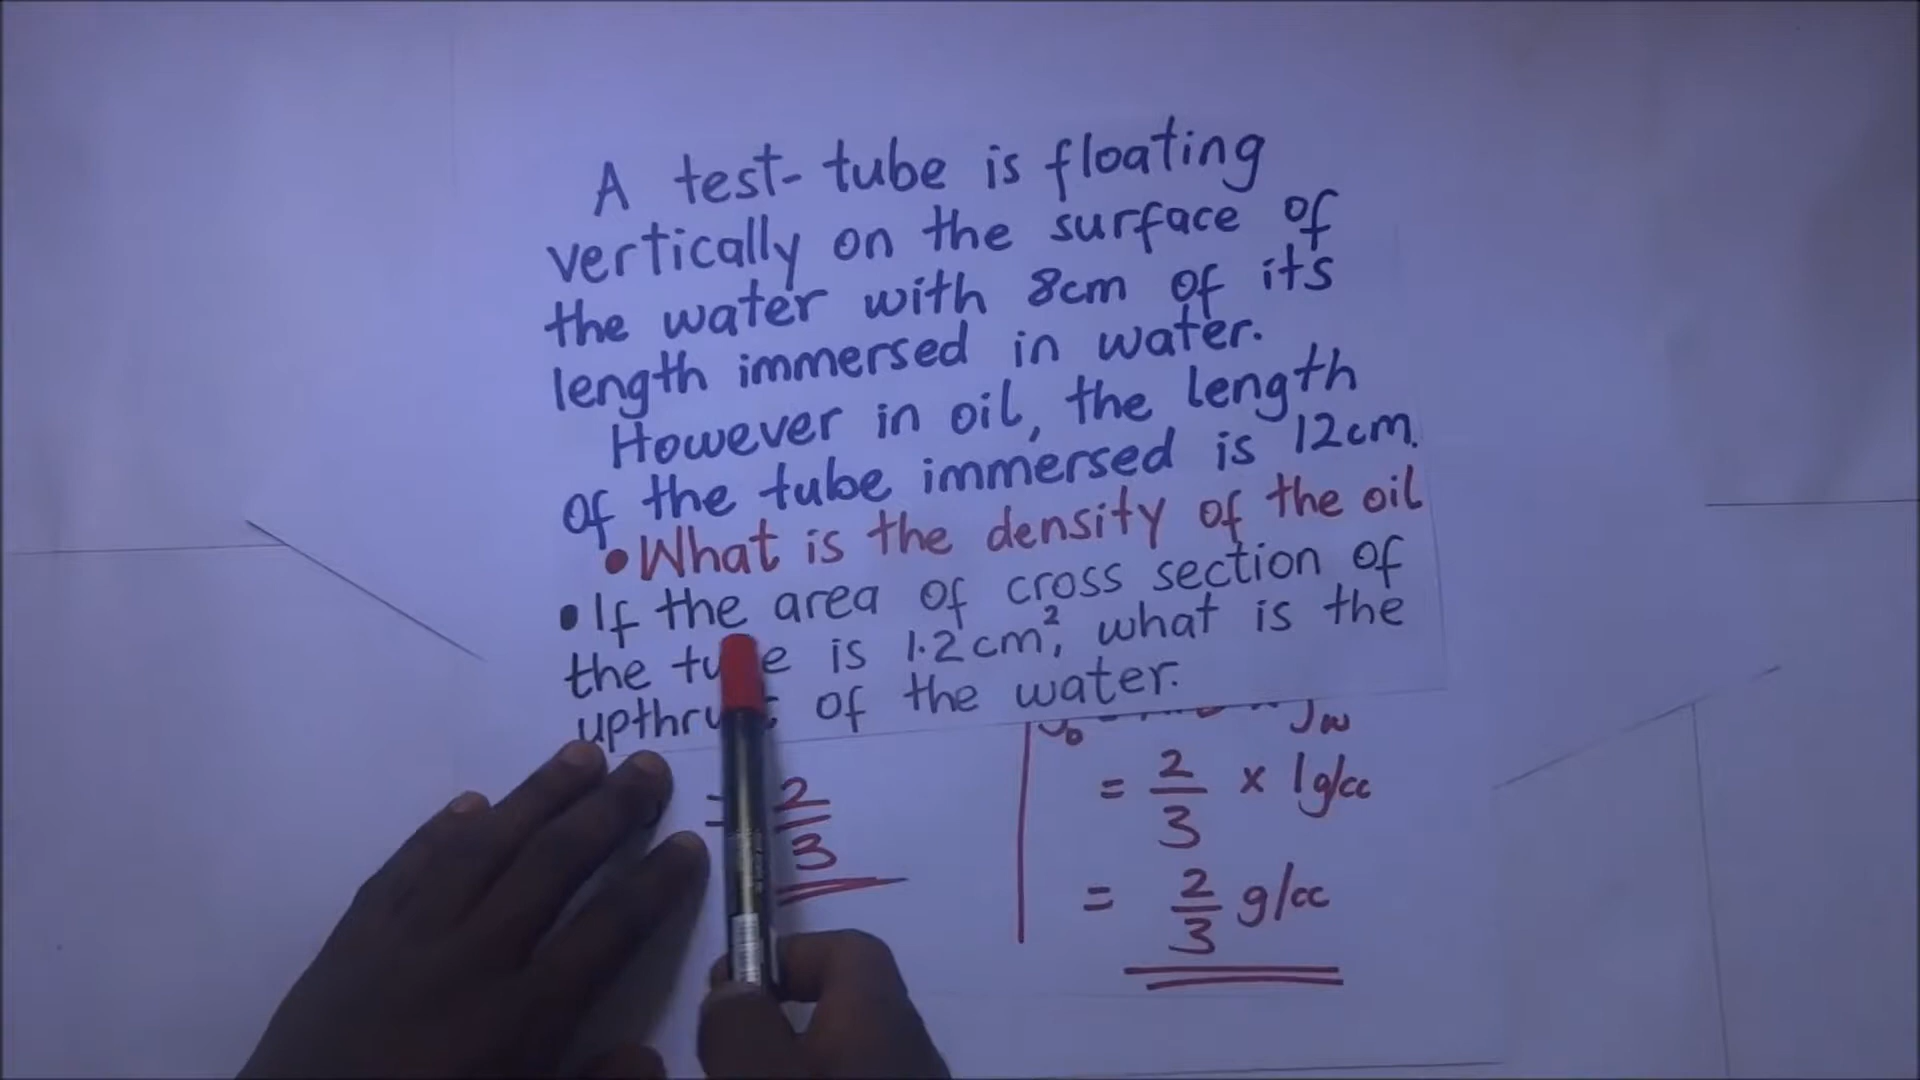 A test-tube is floating
vertically on the surface of
the water with 8cm of its
length immersed in water.
However in oil, the length
of the tube immersed is 12cm.
• What is the density of the oil
• If the area of cross section of
the is 1.2cm², what is the
of the water.
= 2/3
= 2/3 x 1g/cc
= 2/3 g/cc